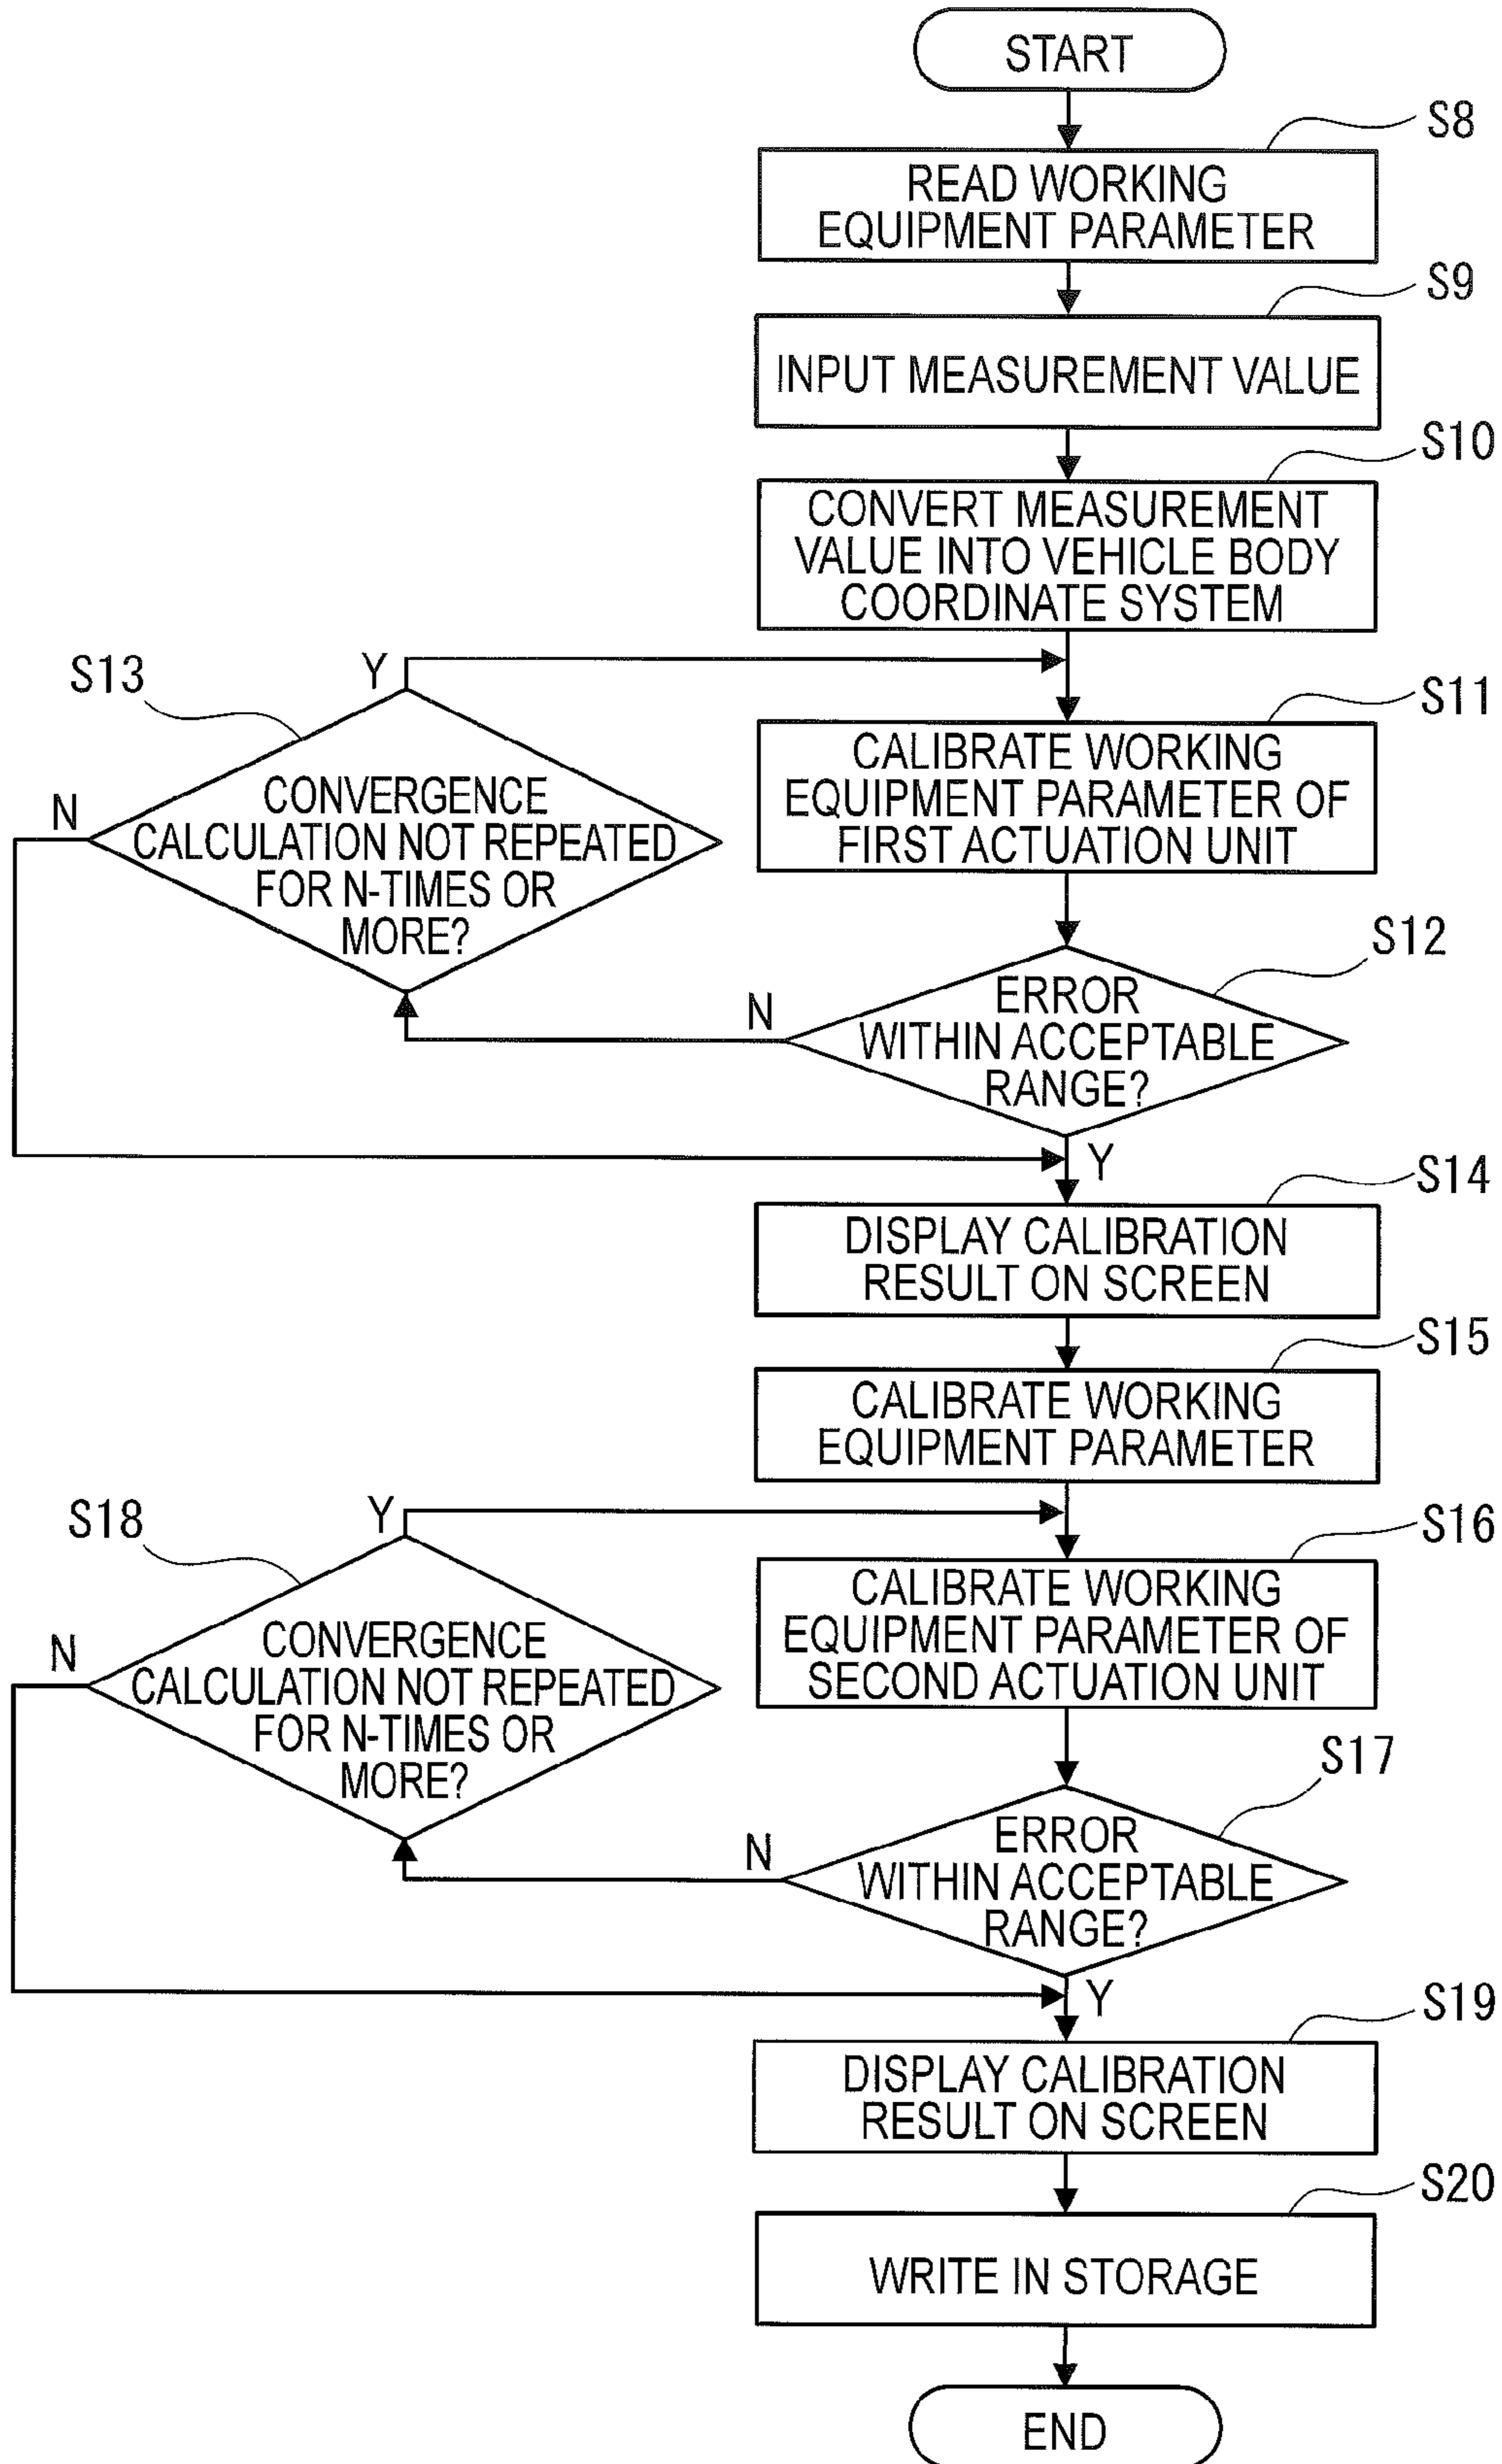 START
S8
READ WORKING
EQUIPMENT PARAMETER
S9
INPUT MEASUREMENT VALUE
S10
CONVERT MEASUREMENT
VALUE INTO VEHICLE BODY
COORDINATE SYSTEM
S11
CALIBRATE WORKING
EQUIPMENT PARAMETER OF
FIRST ACTUATION UNIT
S13
Y
N
CONVERGENCE
CALCULATION NOT REPEATED
FOR N-TIMES OR
MORE?
S12
N
ERROR
WITHIN ACCEPTABLE
RANGE?
Y
S14
DISPLAY CALIBRATION
RESULT ON SCREEN
S15
CALIBRATE WORKING
EQUIPMENT PARAMETER
S16
CALIBRATE WORKING
EQUIPMENT PARAMETER OF
SECOND ACTUATION UNIT
S18
Y
N
CONVERGENCE
CALCULATION NOT REPEATED
FOR N-TIMES OR
MORE?
S17
N
ERROR
WITHIN ACCEPTABLE
RANGE?
Y
S19
DISPLAY CALIBRATION
RESULT ON SCREEN
S20
WRITE IN STORAGE
END